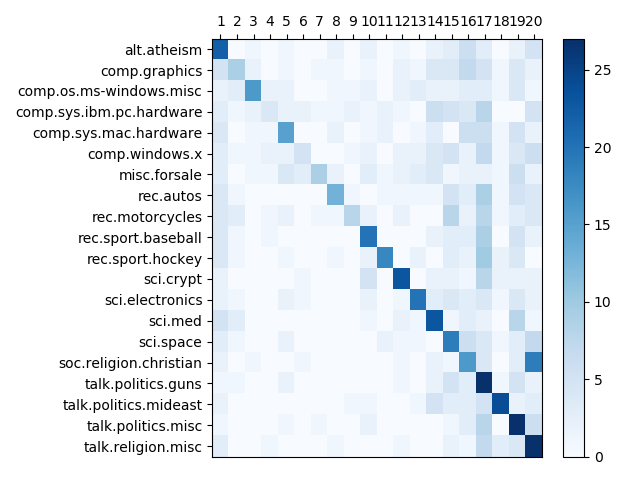 1 2 3 4 5 6 7 8 9 10 11 12 13 14 15 16 17 18 19 20
alt.atheism
comp.graphics
comp.os.ms-windows.misc
comp.sys.ibm.pc.hardware
comp.sys.mac.hardware
comp.windows.x
misc.forsale
rec.autos
rec.motorcycles
rec.sport.baseball
rec.sport.hockey
sci.crypt
sci.electronics
sci.med
sci.space
soc.religion.christian
talk.politics.guns
talk.politics.mideast
talk.politics.misc
talk.religion.misc
25
20
15
10
5
0